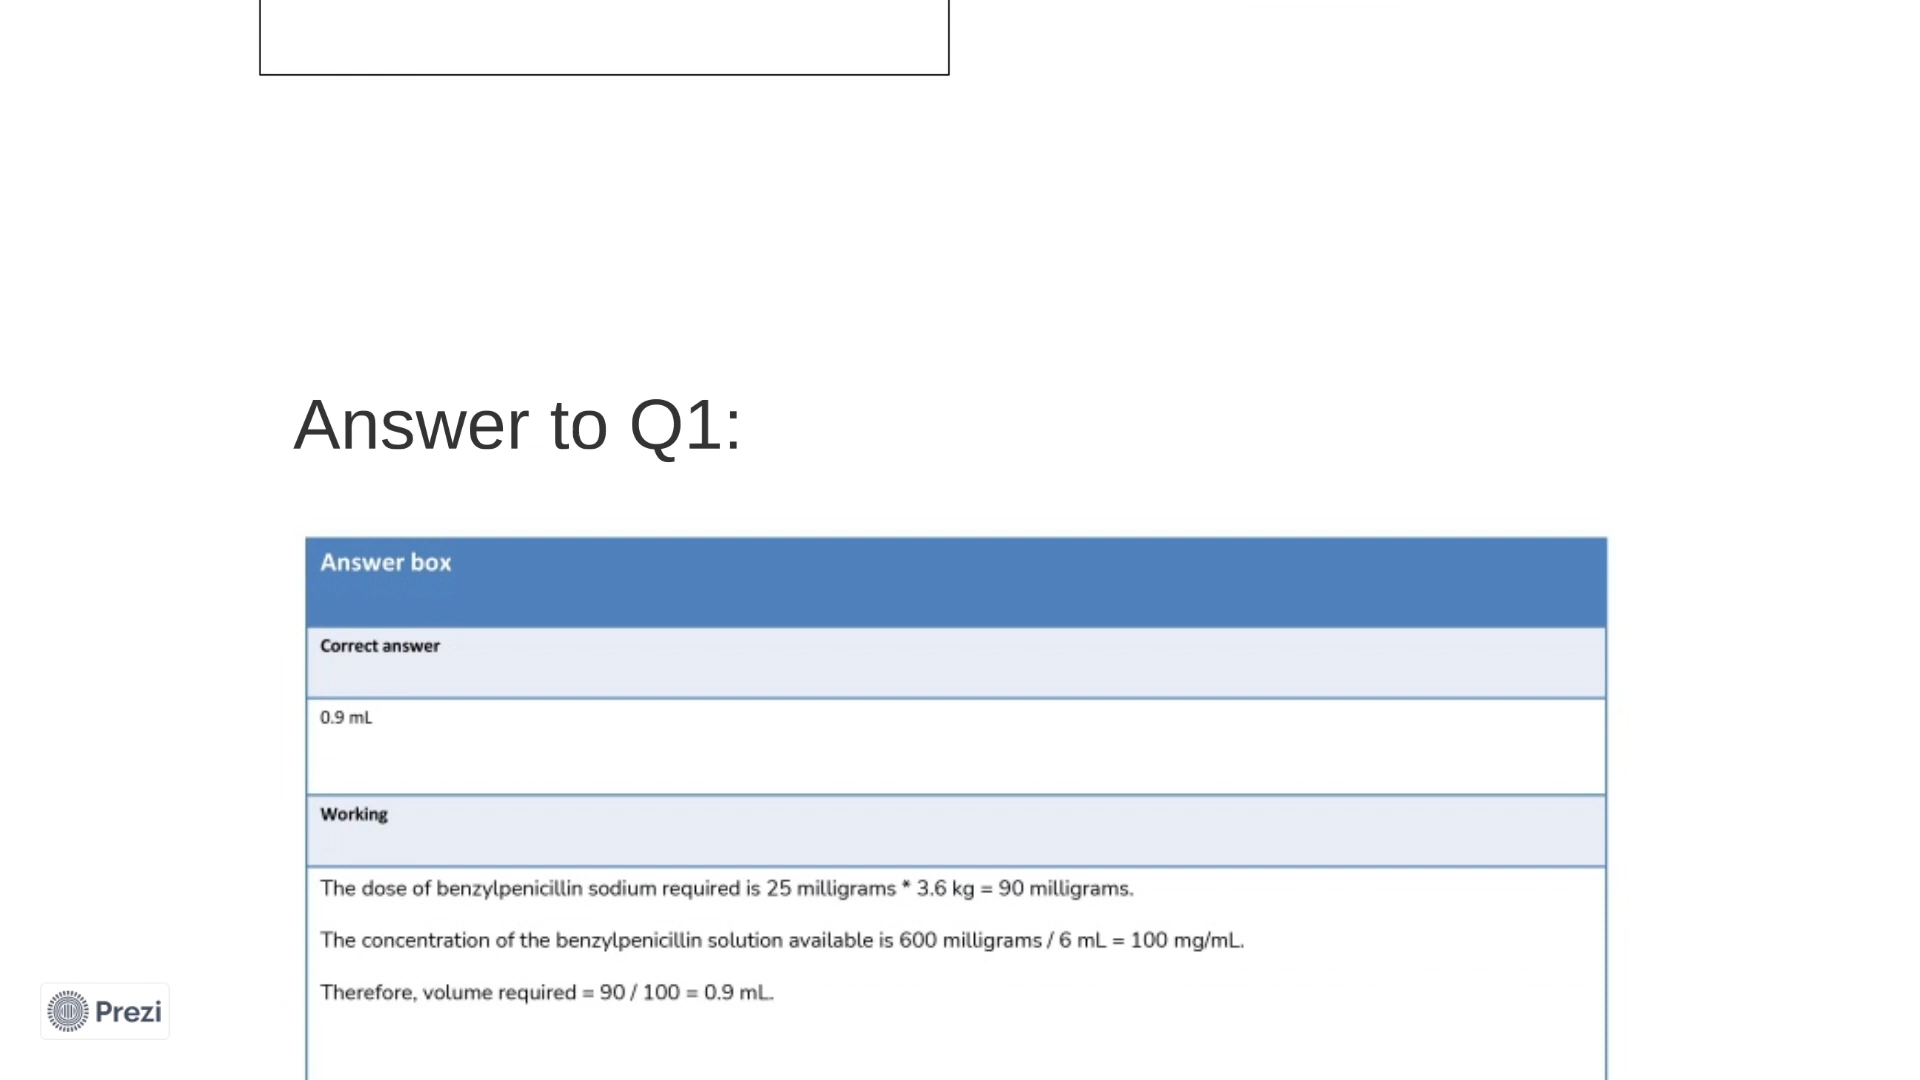 Answer to Q1:
Answer box
Correct answer
0.9 mL
Working
The dose of benzylpenicillin sodium required is 25 milligrams * 3.6 kg = 90 milligrams.
The concentration of the benzylpenicillin solution available is 600 milligrams / 6 mL = 100 mg/mL.
Therefore, volume required = 90 / 100 = 0.9 mL.
Prezi